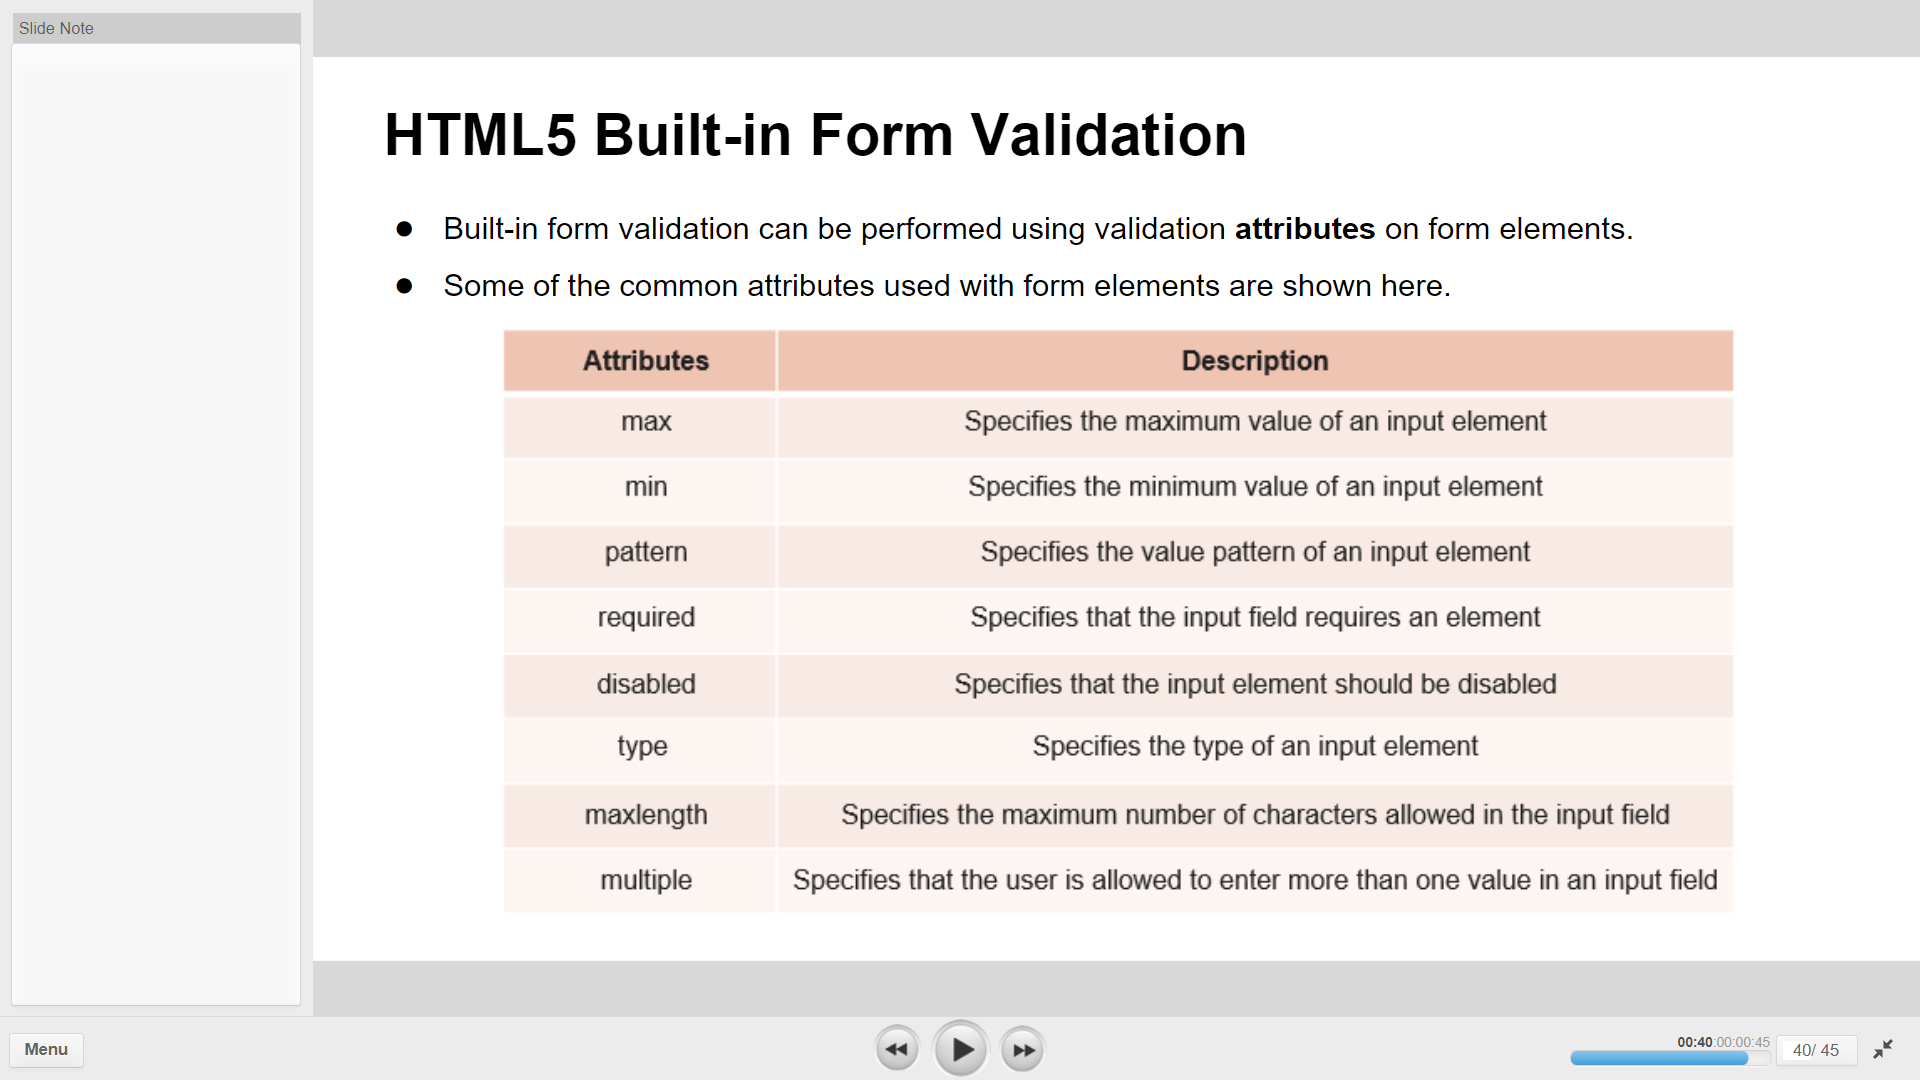 Slide Note
HTML5 Built-in Form Validation
● Built-in form validation can be performed using validation attributes on form elements.
● Some of the common attributes used with form elements are shown here.
Attributes Description
max Specifies the maximum value of an input element
min Specifies the minimum value of an input element
pattern Specifies the value pattern of an input element
required Specifies that the input field requires an element
disabled Specifies that the input element should be disabled
type Specifies the type of an input element
maxlength Specifies the maximum number of characters allowed in the input field
multiple Specifies that the user is allowed to enter more than one value in an input field
Menu
00:40:00:00:45
40/ 45